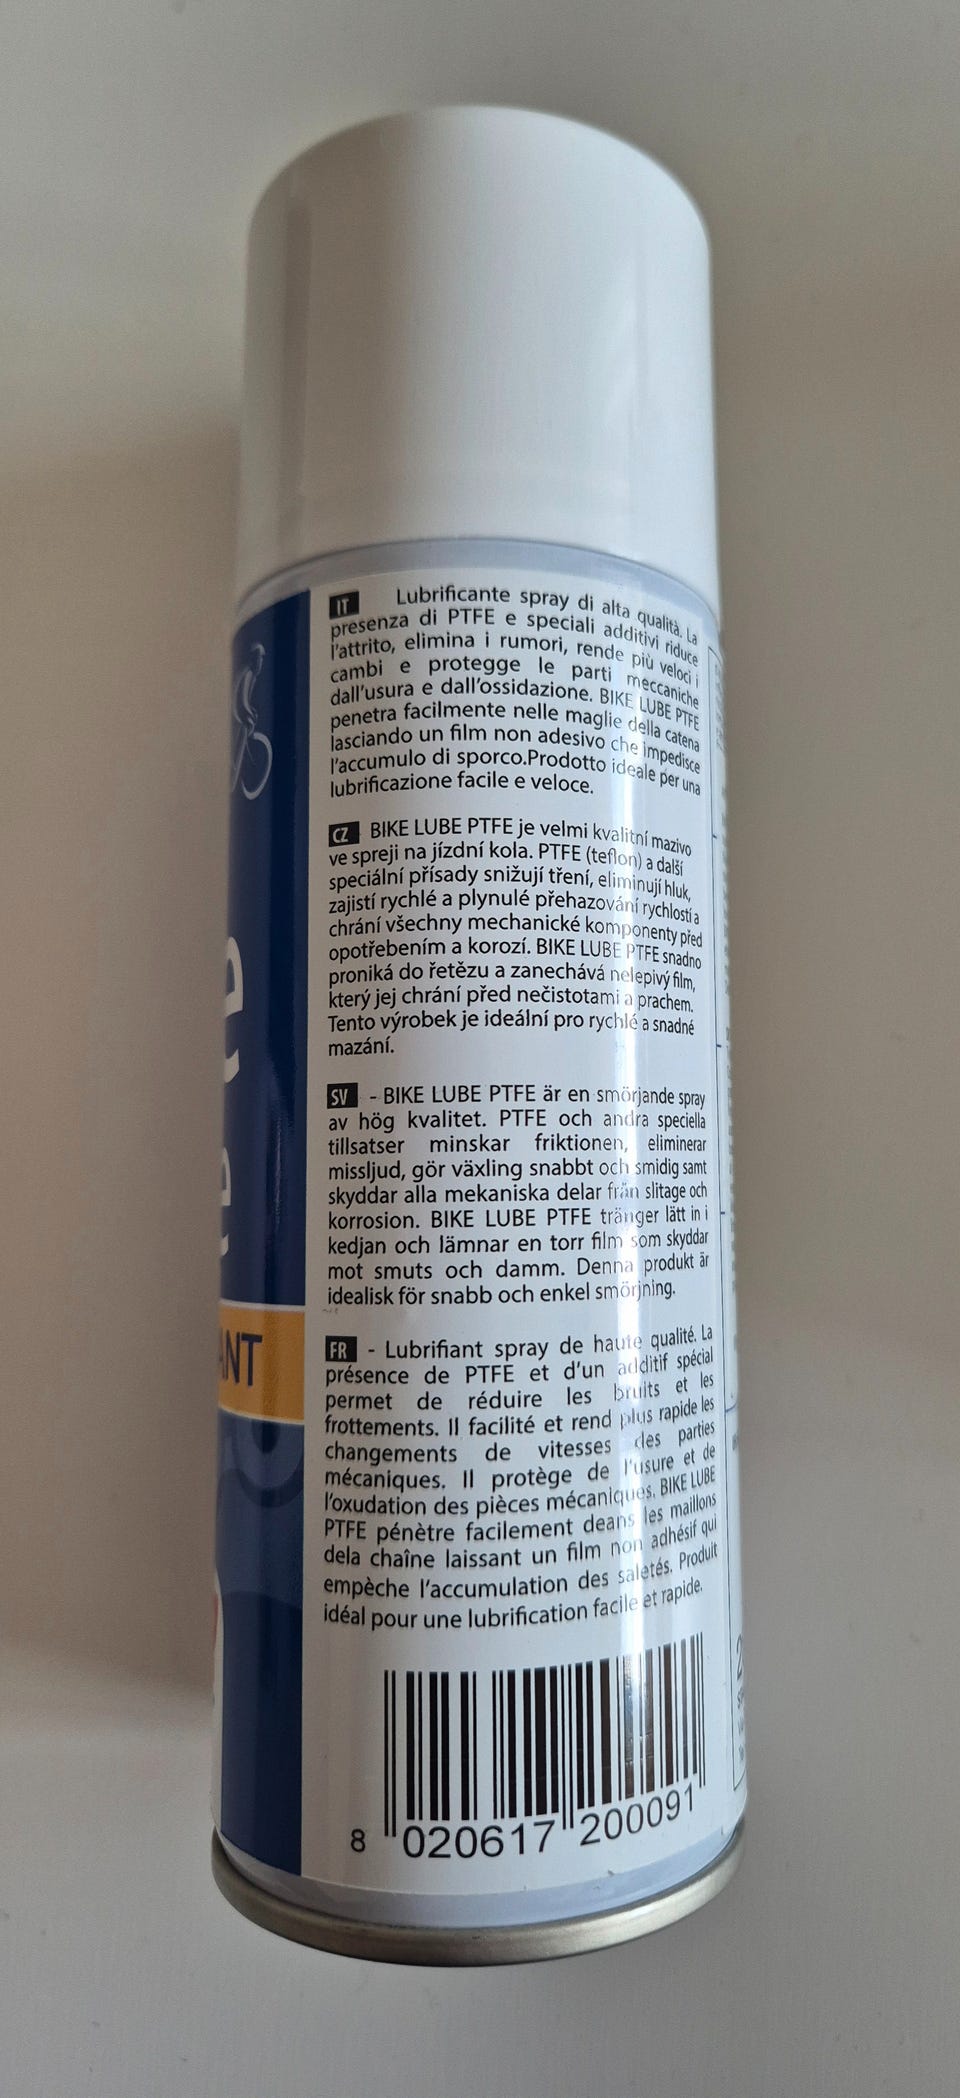 IT Lubrificante spray di alta qualità. La
presenza di PTFE e speciali additivi riduce
l'attrito, elimina i rumori, rende più veloci i
cambi e protegge le parti meccaniche
dall'usura e dall'ossidazione. BIKE LUBE PTFE
penetra facilmente nelle maglie della catena
lasciando un film non adesivo che impedisce
l'accumulo di sporco.Prodotto ideale per una
lubrificazione facile e veloce.
CZ BIKE LUBE PTFE je velmi kvalitní mazivo
ve spreji na jízdní kola. PTFE (teflon) a další
speciální přísady snižují tření, eliminují hluk,
zajistí rychlé a plynulé přehazování rychlostí a
chrání všechny mechanické komponenty před
opotřebením a korozí. BIKE LUBE PTFE snadno
proniká do řetězu a zanechává nelepivý film,
který jej chrání před nečistotami a prachem.
Tento výrobek je ideální pro rychlé a snadné
mazání.
SV - BIKE LUBE PTFE är en smörjande spray
av hög kvalitet. PTFE och andra speciella
tillsatser minskar friktionen, eliminerar
missljud, gör växling snabbt och smidig samt
skyddar alla mekaniska delar från slitage och
korrosion. BIKE LUBE PTFE tränger lätt in i
kedjan och lämnar en torr film som skyddar
mot smuts och damm. Denna produkt är
idealisk för snabb och enkel smörjning.
FR - Lubrifiant spray de haute qualité. La
présence de PTFE et d'un additif spécial
permet de réduire les bruits et les
frottements. Il facilité et rend plus rapide les
changements de vitesses des parties
mécaniques. Il protège de l'usure et de
l'oxudation des pièces mécaniques. BIKE LUBE
PTFE pénètre facilement deans les maillons
dela chaîne laissant un film non adhésif qui
empèche l'accumulation des saletés. Produit
idéal pour une lubrification facile et rapide.
8 020617 200091
ANT